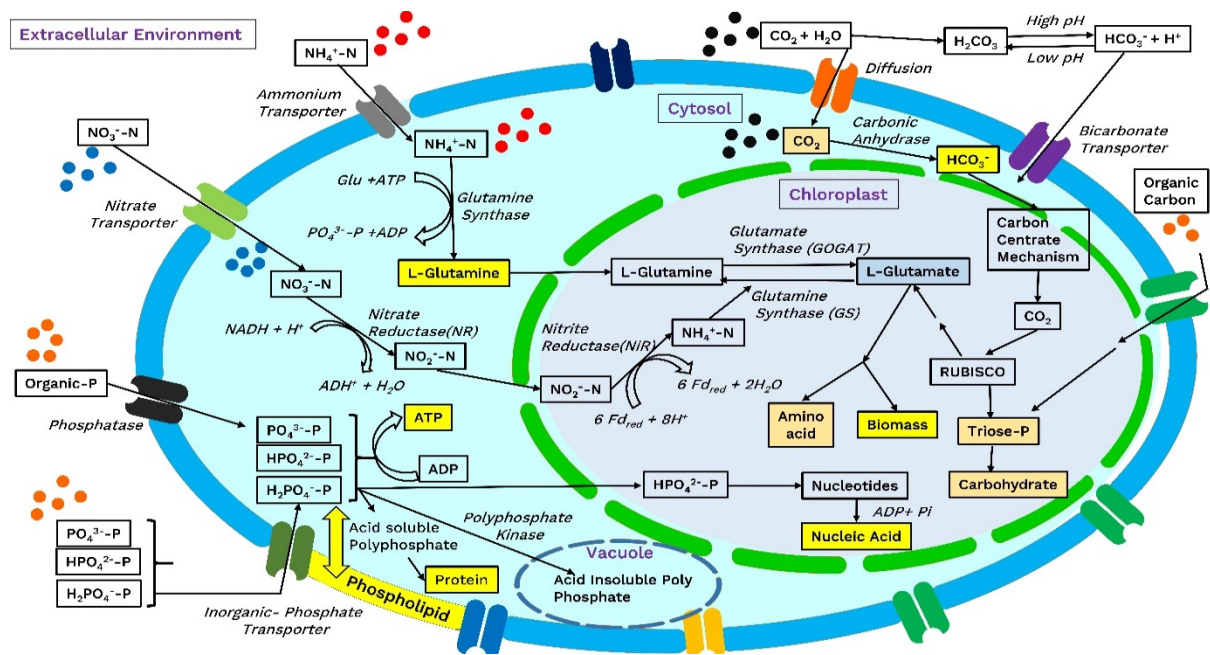 Extracellular Environment
NH₄⁺-N
CO₂ + H₂O
H₂CO₃
High pH
Low pH
HCO₃⁻ + H⁺
Diffusion
Ammonium
Transporter
Cytosol
NO₃⁻-N
NH₄⁺-N
CO₂
Carbonic
Anhydrase
HCO₃⁻
Bicarbonate
Transporter
Glu +ATP
Glutamine
Synthase
PO₄³⁻-P +ADP
Chloroplast
Organic
Carbon
Nitrate
Transporter
Carbon
Centrate
Mechanism
L-Glutamine
L-Glutamine
Glutamate
Synthase (GOGAT)
L-Glutamate
Glutamine
Synthase (GS)
NO₃⁻-N
NADH + H⁺
Nitrate
Reductase(NR)
NO₂⁻-N
ADH⁺ + H₂O
Nitrite
Reductase(NiR)
NH₄⁺-N
CO₂
RUBISCO
NO₂⁻-N
6 Fd_red + 2H₂O
6 Fd_red + 8H⁺
Organic-P
Phosphatase
ATP
ADP
Amino
acid
Biomass
Triose-P
Carbohydrate
PO₄³⁻-P
HPO₄²⁻-P
H₂PO₄⁻-P
HPO₄²⁻-P
Nucleotides
ADP+ Pi
Nucleic Acid
Acid soluble
Polyphosphate
Polyphosphate
Kinase
Protein
Vacuole
Acid Insoluble Poly
Phosphate
PO₄³⁻-P
HPO₄²⁻-P
H₂PO₄⁻-P
Inorganic- Phosphate
Transporter
Phospholipid